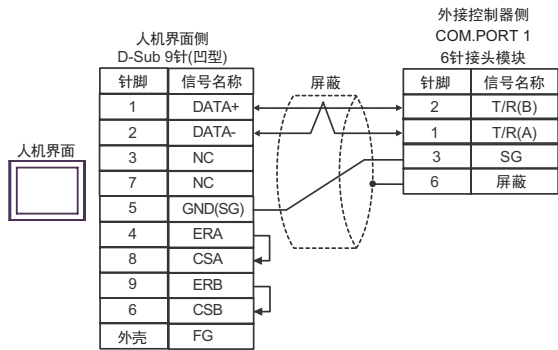 外接控制器侧
COM.PORT 1
6针接头模块
人机界面侧
D-Sub 9针(凹型)
针脚 信号名称 屏蔽 针脚 信号名称
1 DATA+ 2 T/R(B)
2 DATA- 1 T/R(A)
3 NC 3 SG
7 NC 6 屏蔽
人机界面
5 GND(SG)
4 ERA
8 CSA
9 ERB
6 CSB
外壳 FG